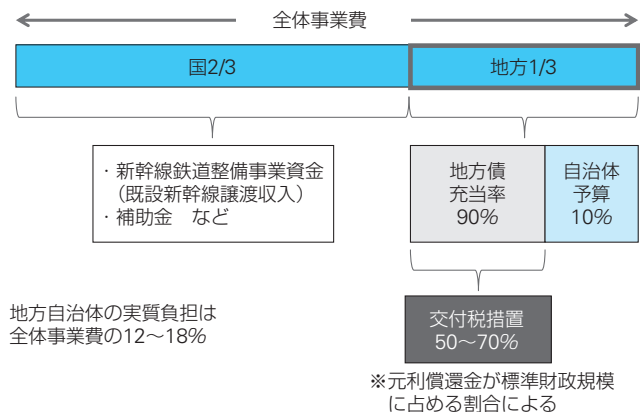 全体事業費
国2/3
地方1/3
・新幹線鉄道整備事業資金
（既設新幹線譲渡収入）
・補助金　など
地方債
充当率
90%
自治体
予算
10%
地方自治体の実質負担は
全体事業費の12～18%
交付税措置
50～70%
※元利償還金が標準財政規模
に占める割合による